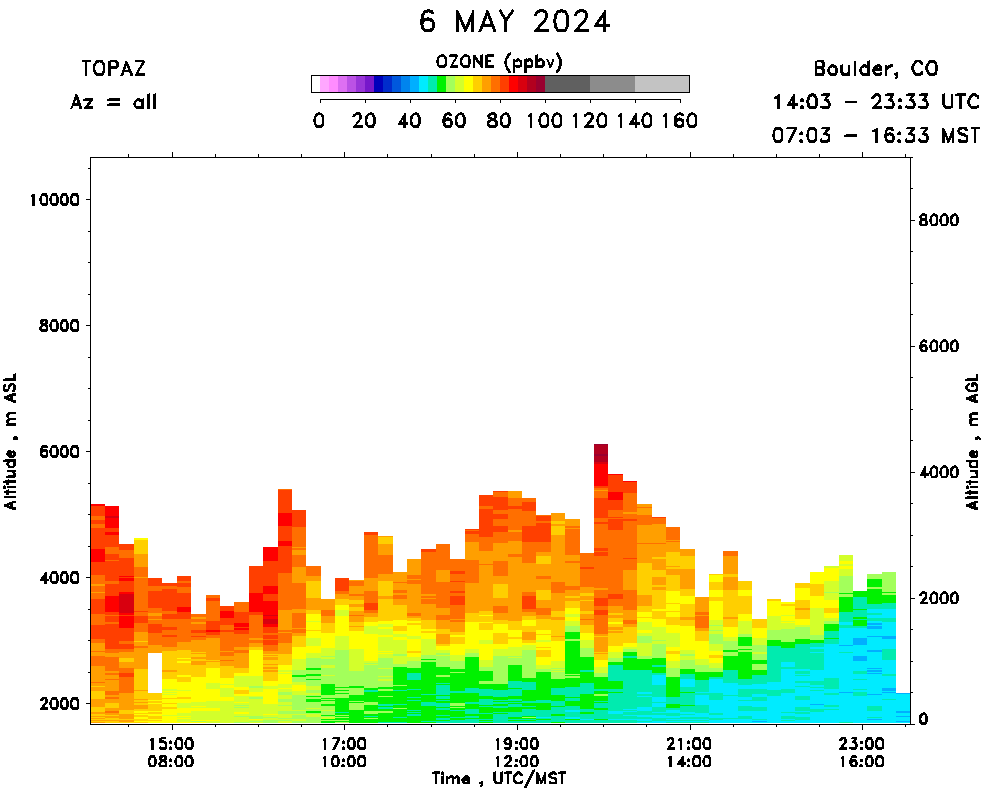 6 MAY 2024
TOPAZ
Az = all
OZONE (ppbv)
0 20 40 60 80 100 120 140 160
Boulder, CO
14:03 - 23:33 UTC
07:03 - 16:33 MST
Altitude , m ASL
10000
8000
6000
4000
2000
8000
6000
4000
2000
0
Altitude , m AGL
15:00 17:00 19:00 21:00 23:00
08:00 10:00 12:00 14:00 16:00
Time , UTC/MST